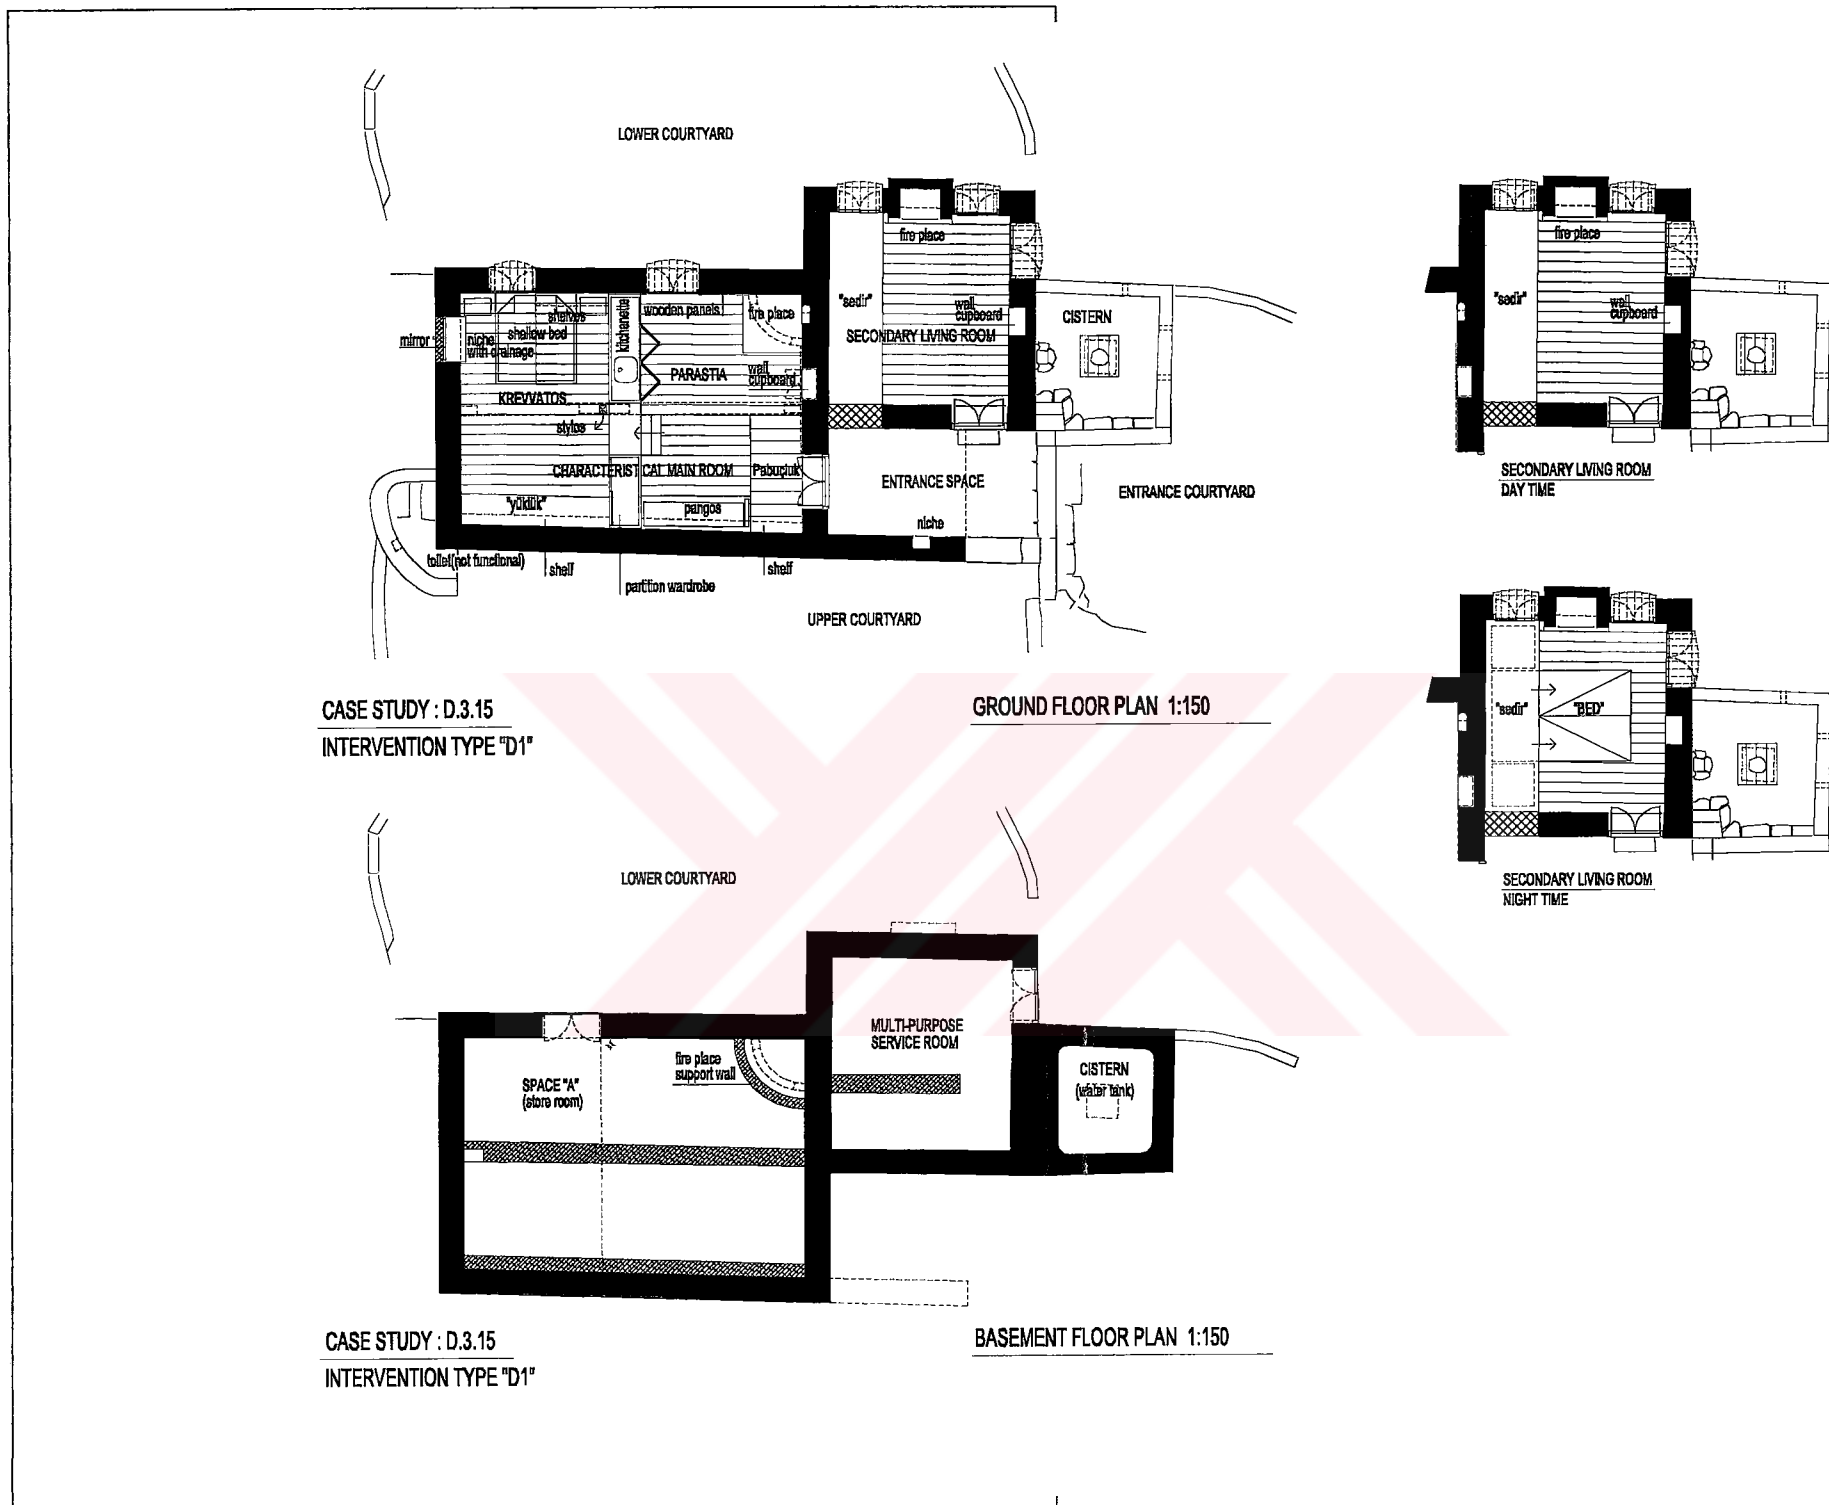 LOWER COURTYARD
fire place
"sedir"
wall
cupboard
SECONDARY LIVING ROOM
CISTERN
mirror
niche
with drainage
shelves
shallow bed
kitchenette
wooden panels
fire place
PARASTIA
wall
cupboard
KREVVATOS
stylos
CHARACTERISTICAL MAIN ROOM
Pabuçluk
"yüklük"
pangos
ENTRANCE SPACE
niche
ENTRANCE COURTYARD
toilet(not functional)
shelf
partition wardrobe
shelf
UPPER COURTYARD
CASE STUDY : D.3.15
INTERVENTION TYPE "D1"
GROUND FLOOR PLAN 1:150
fire place
"sedir"
wall
cupboard
SECONDARY LIVING ROOM
DAY TIME
"sedir"
"BED"
SECONDARY LIVING ROOM
NIGHT TIME
LOWER COURTYARD
MULTI-PURPOSE
SERVICE ROOM
fire place
support wall
SPACE "A"
(store room)
CISTERN
(water tank)
CASE STUDY : D.3.15
INTERVENTION TYPE "D1"
BASEMENT FLOOR PLAN 1:150